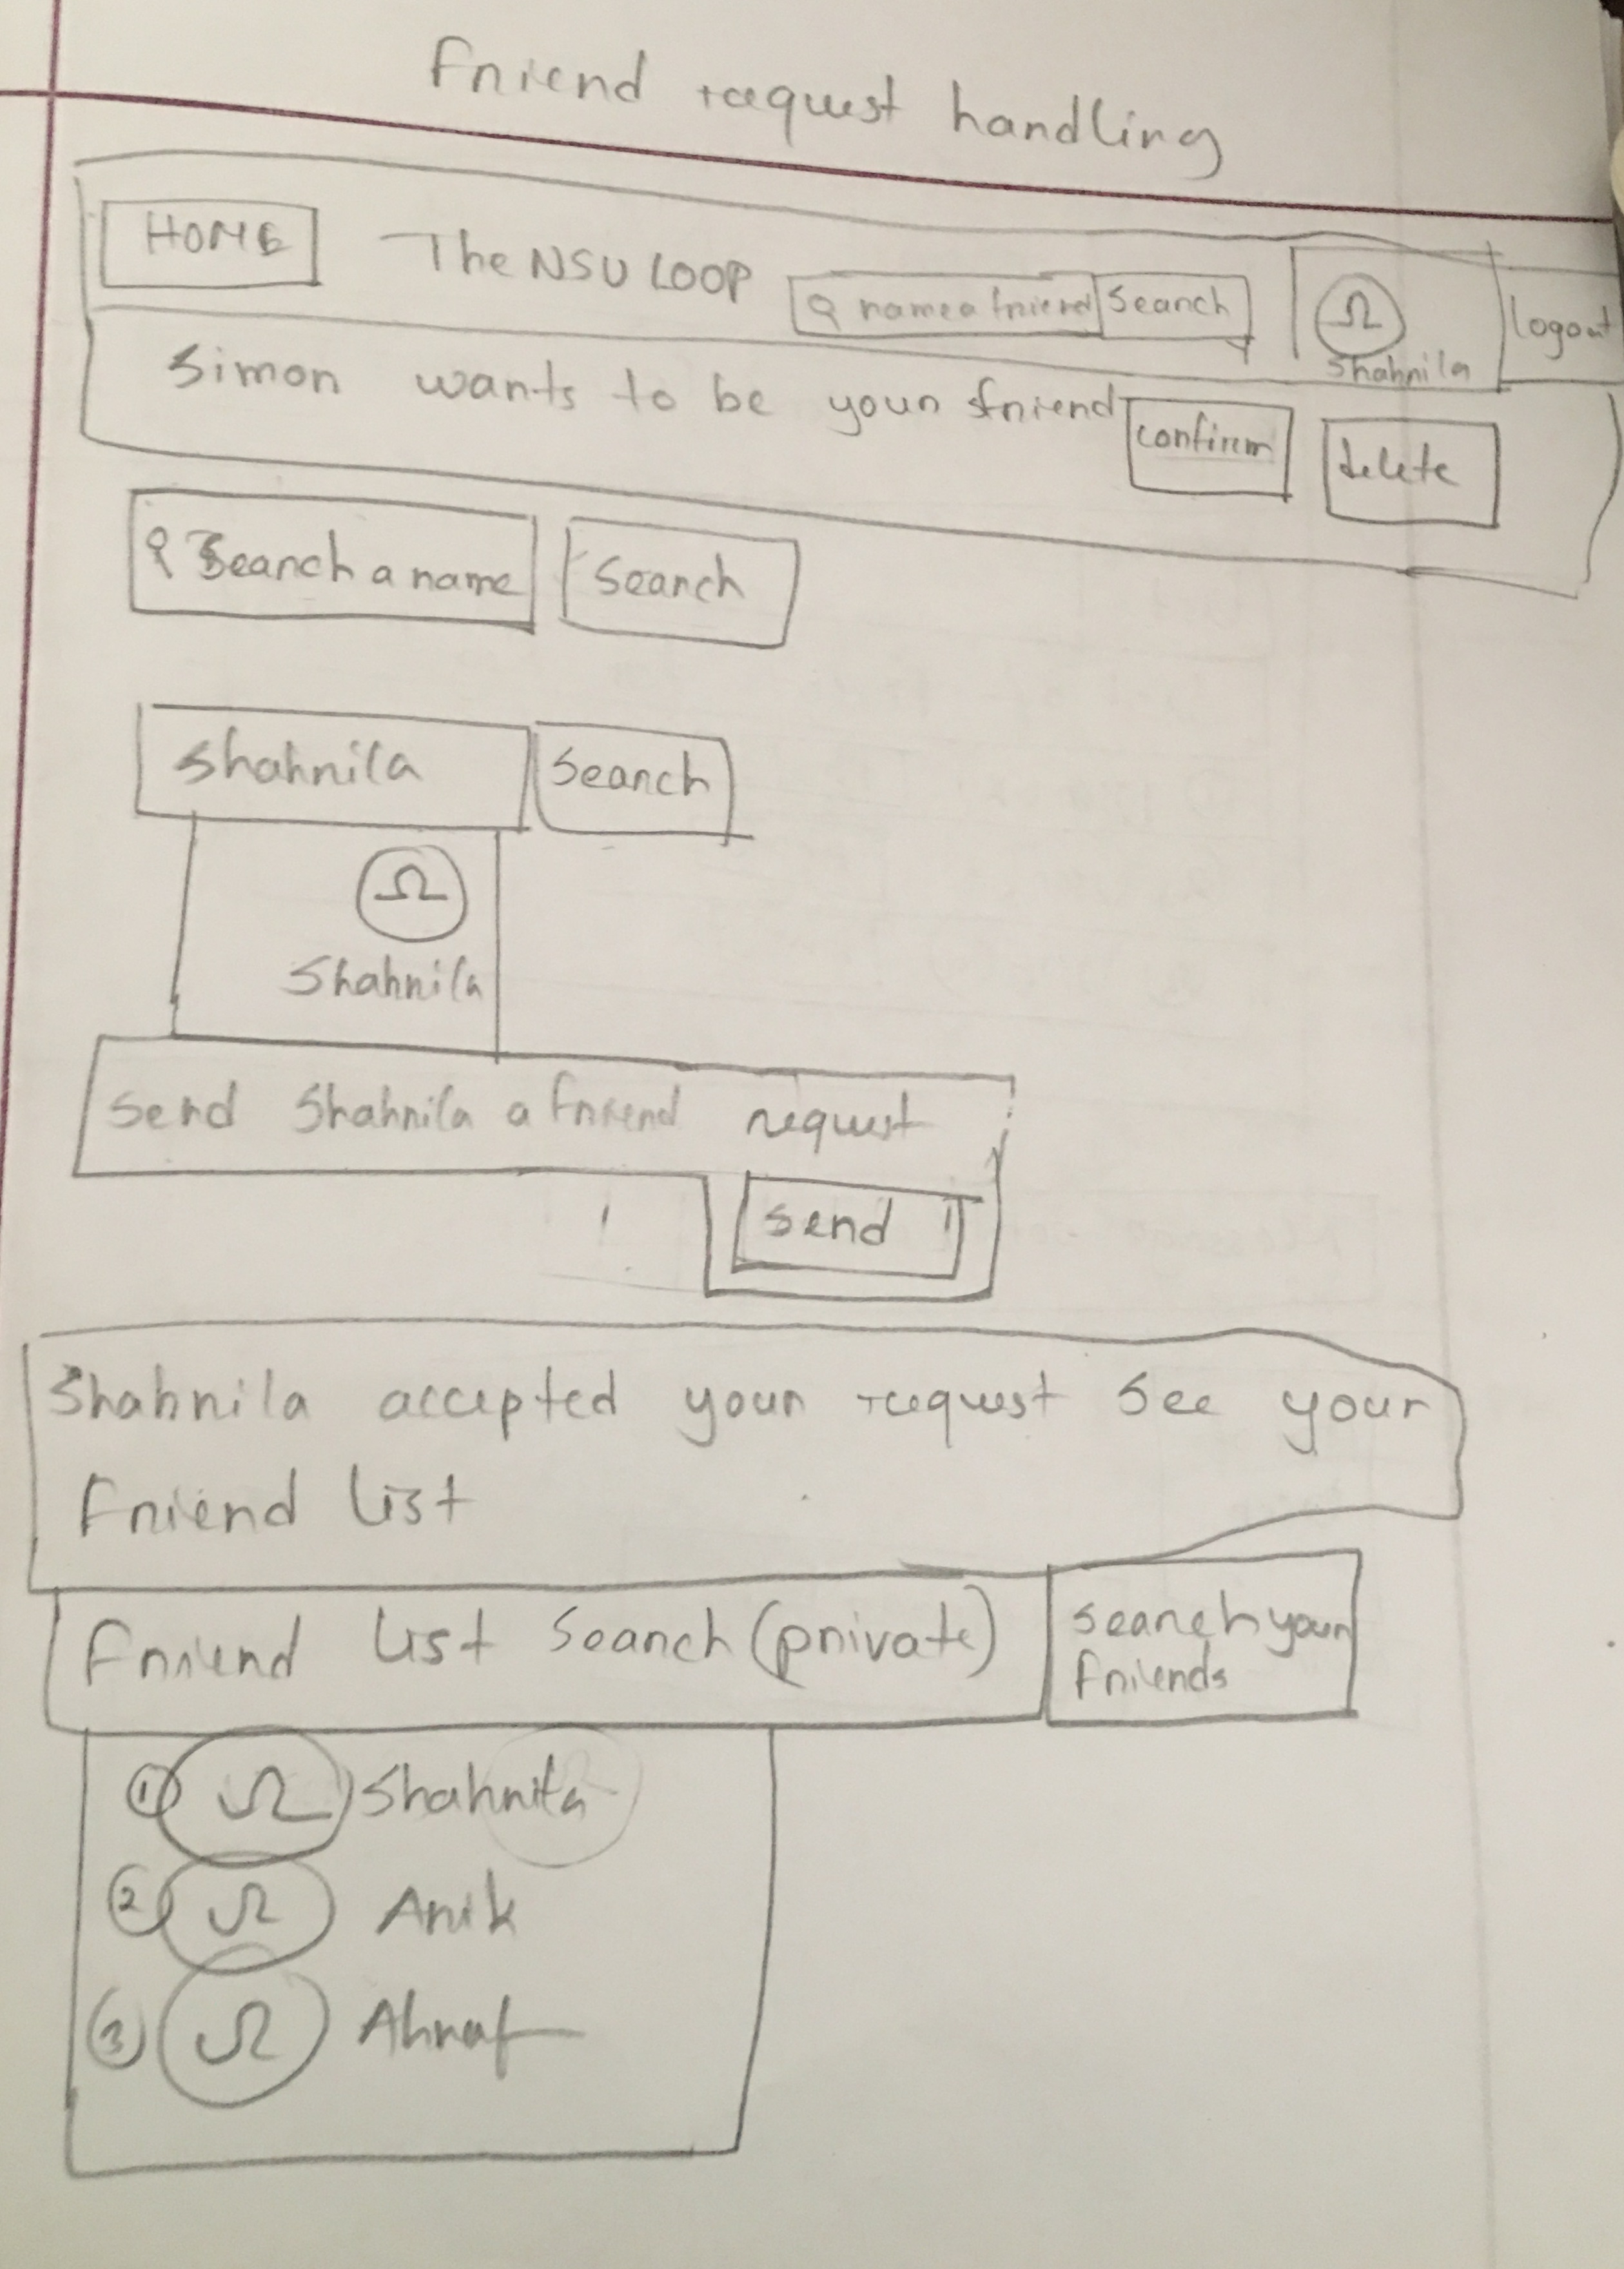 Friend request handling
HOME The NSU LOOP name a friend Search Shahnila logout
Simon wants to be your friend confirm delete
Search a name Search
Shahnila Search
Shahnila
Send Shahnila a friend request
Send
Shahnila accepted your request See your
Friend list
Friend list Search (private) Search your
friends
1 Shahnila
2 Anik
3 Ahnaf